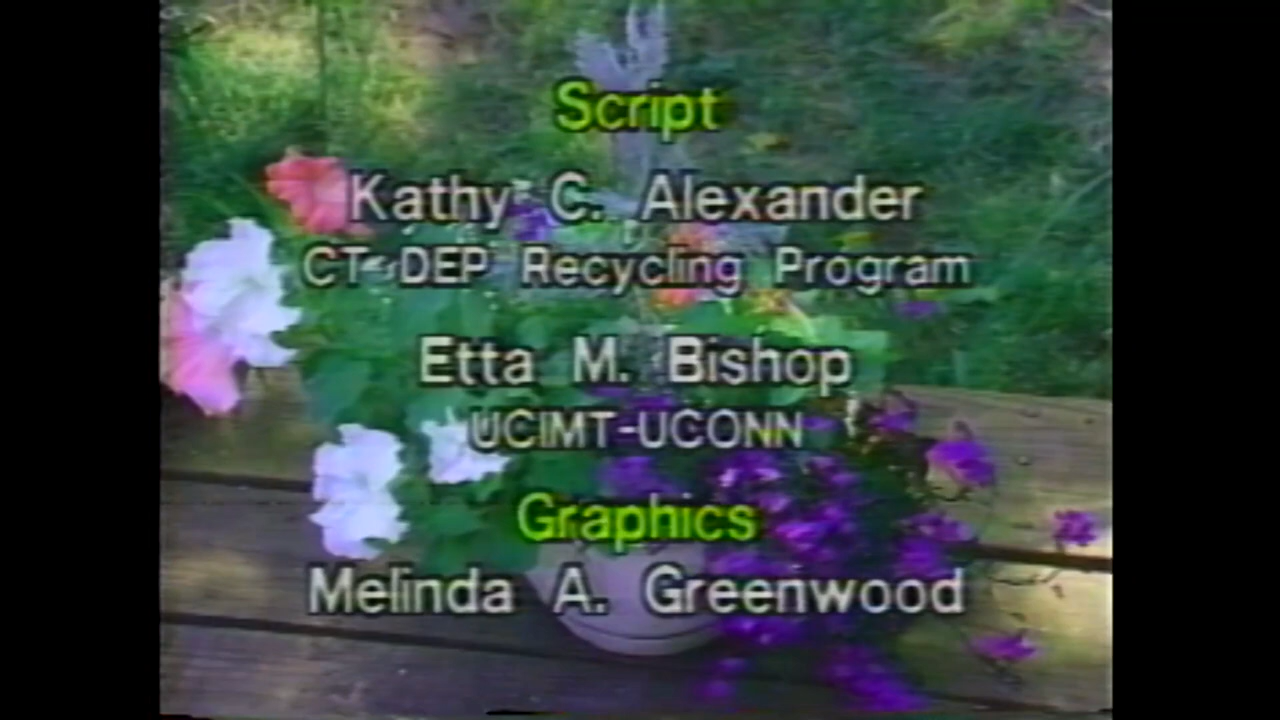 Script
Kathy C. Alexander
CT-DEP Recycling Program
Etta M. Bishop
UCIMT-UCONN
Graphics
Melinda A. Greenwood